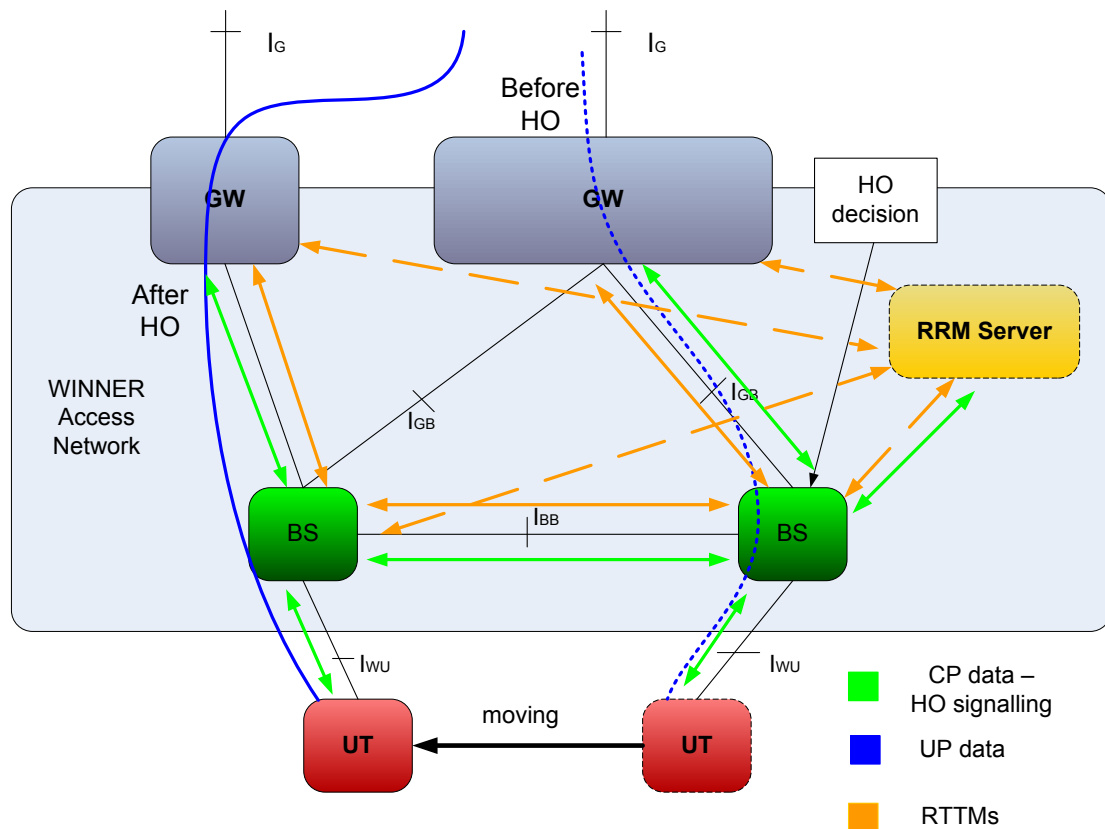 IG
IG
Before
HO
GW
GW
HO
decision
After
HO
RRM Server
WINNER
Access
Network
IGB
IGB
BS
IBB
BS
IWU
IWU
CP data –
HO signalling
moving
UT
UT
UP data
RTTMs